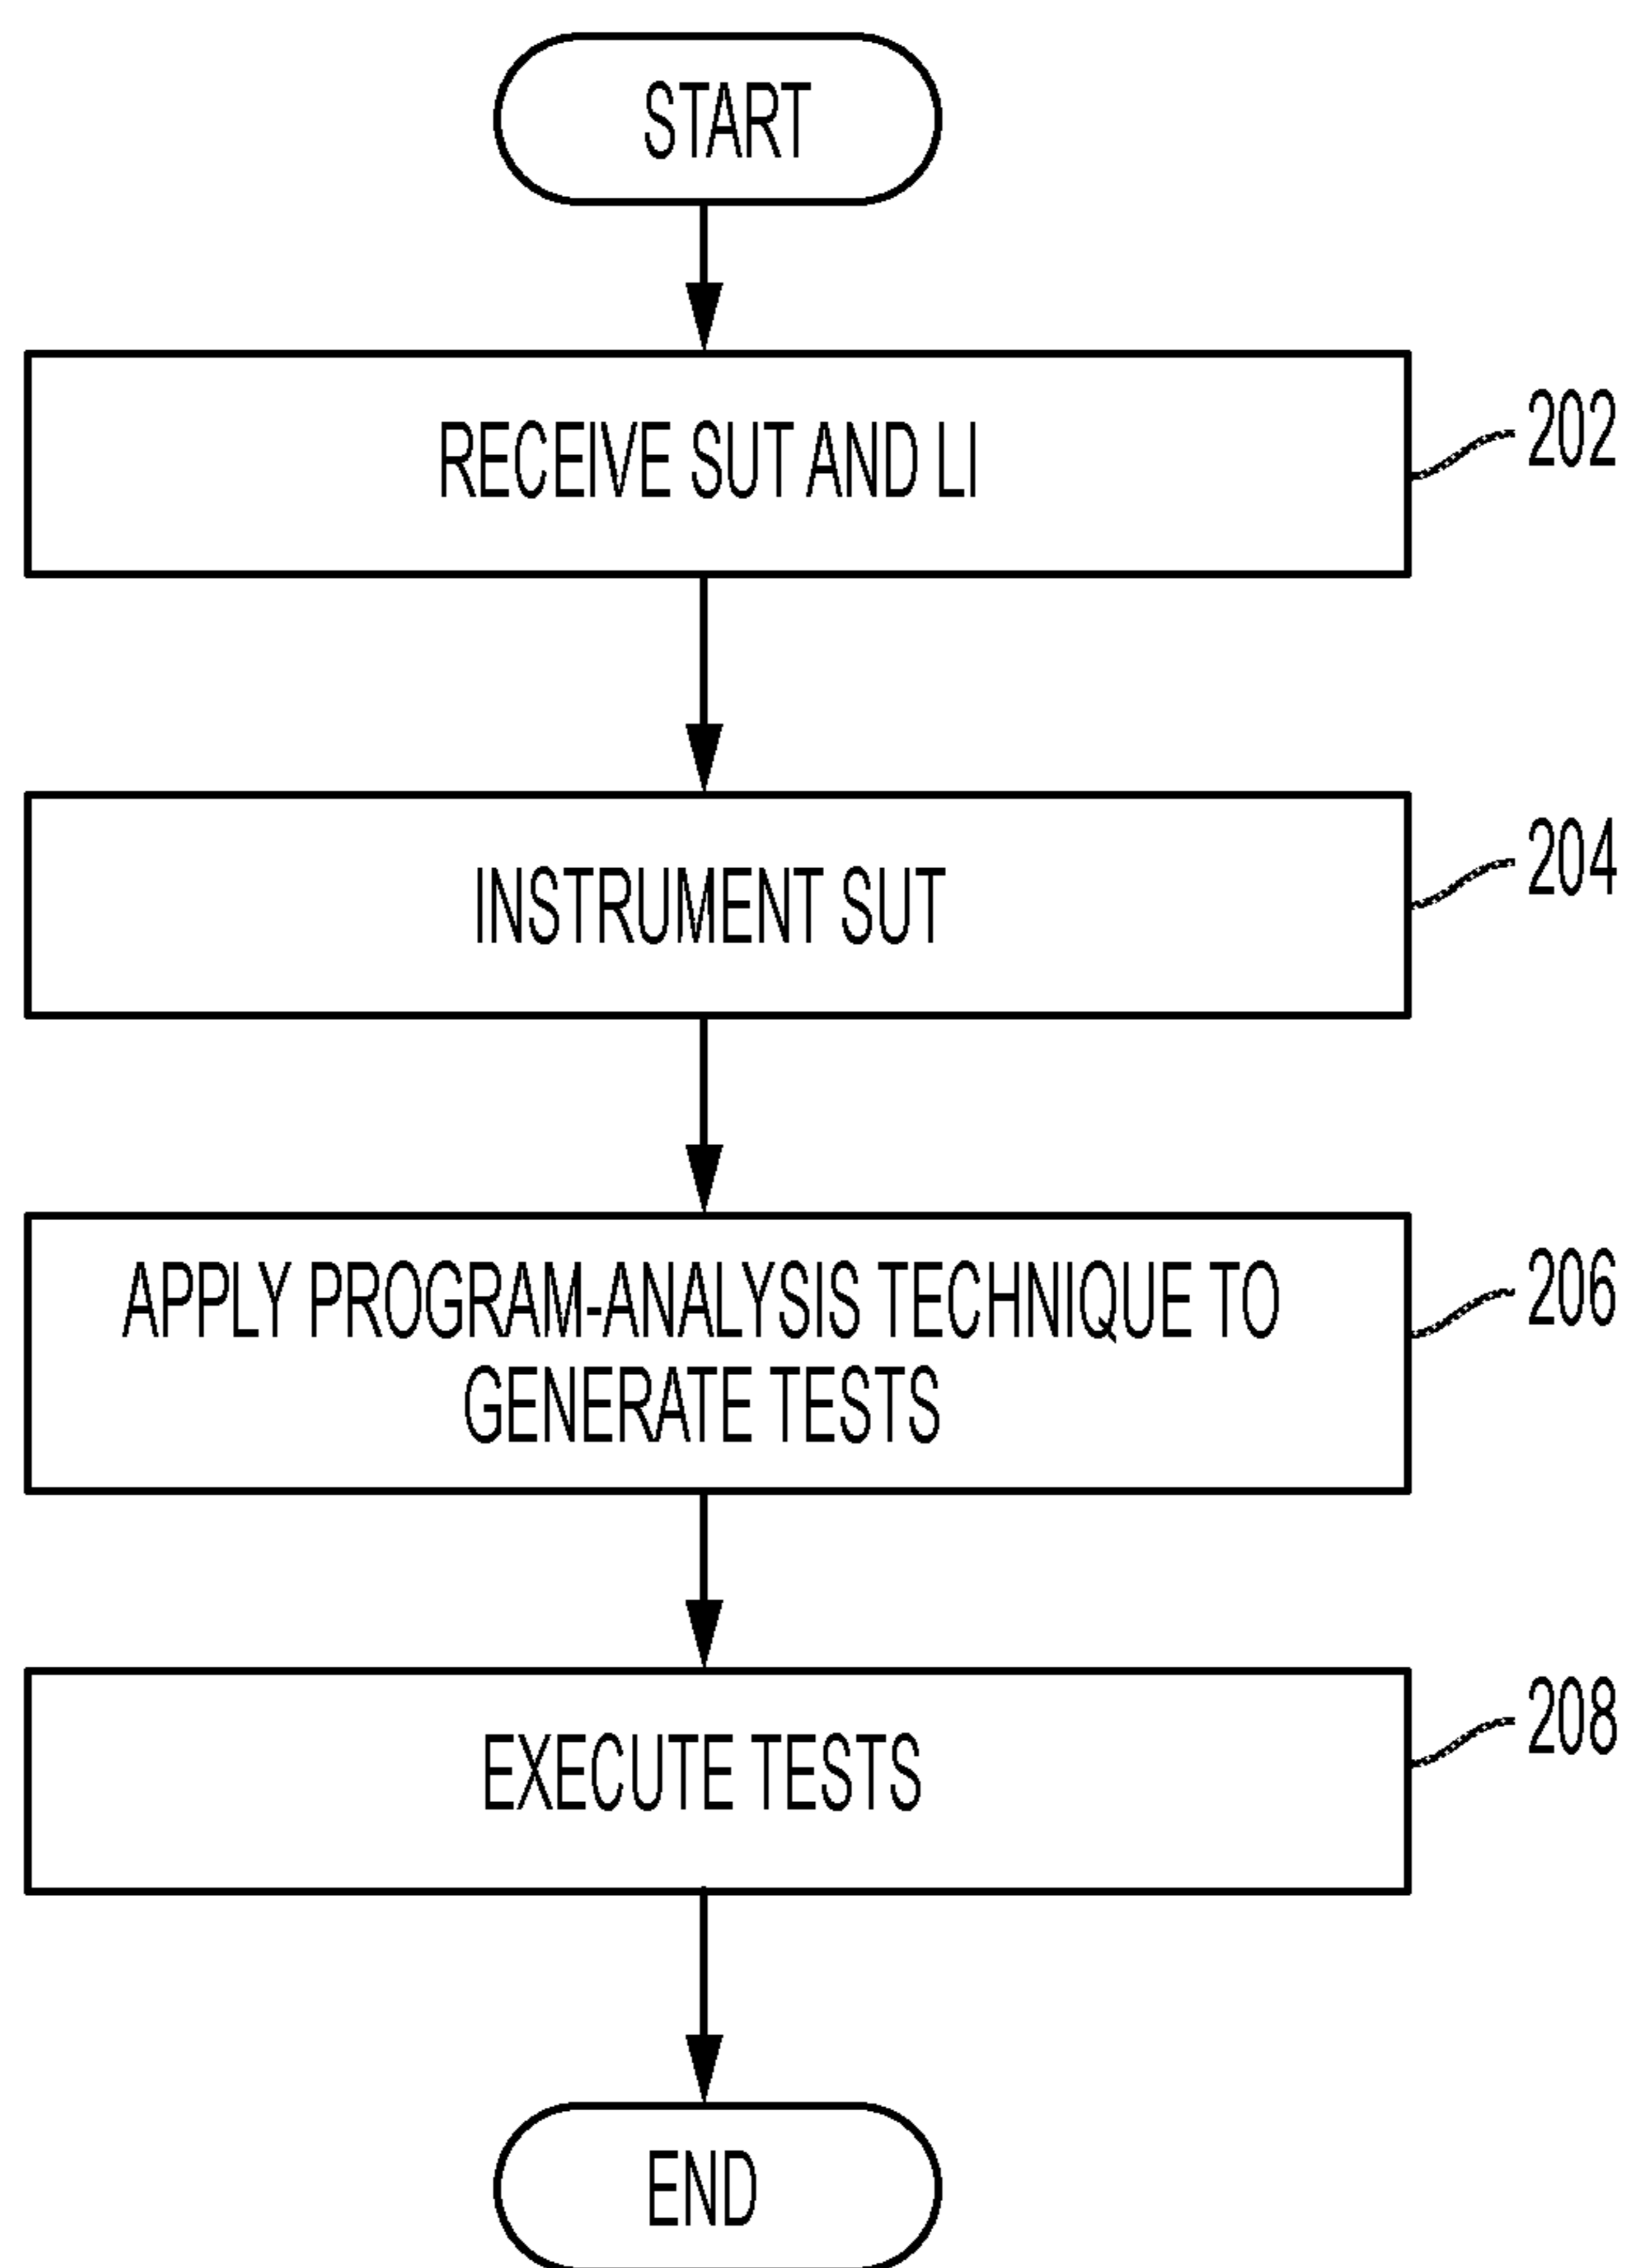 START
RECEIVE SUT AND LI
202
INSTRUMENT SUT
204
APPLY PROGRAM-ANALYSIS TECHNIQUE TO
GENERATE TESTS
206
EXECUTE TESTS
208
END